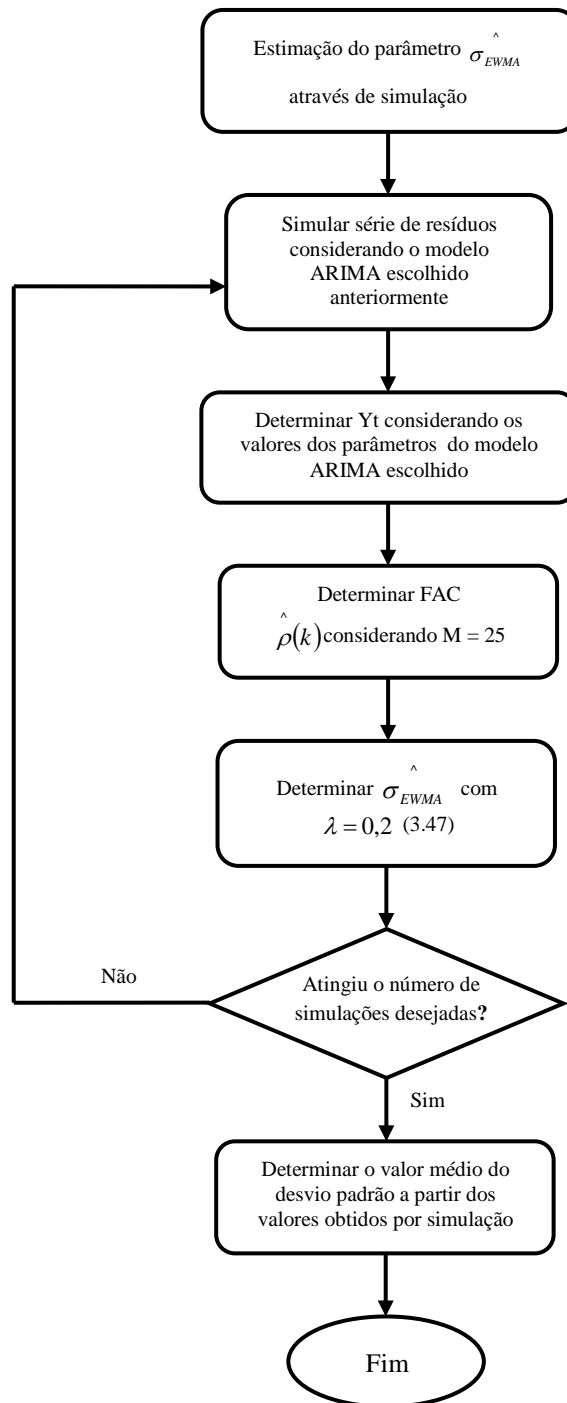 Estimação do parâmetro σ̂_EWMA
através de simulação
Simular série de resíduos
considerando o modelo
ARIMA escolhido
anteriormente
Determinar Yt considerando os
valores dos parâmetros do modelo
ARIMA escolhido
Determinar FAC
ρ̂(k) considerando M = 25
Determinar σ̂_EWMA com
λ = 0,2 (3.47)
Não
Atingiu o número de
simulações desejadas?
Sim
Determinar o valor médio do
desvio padrão a partir dos
valores obtidos por simulação
Fim